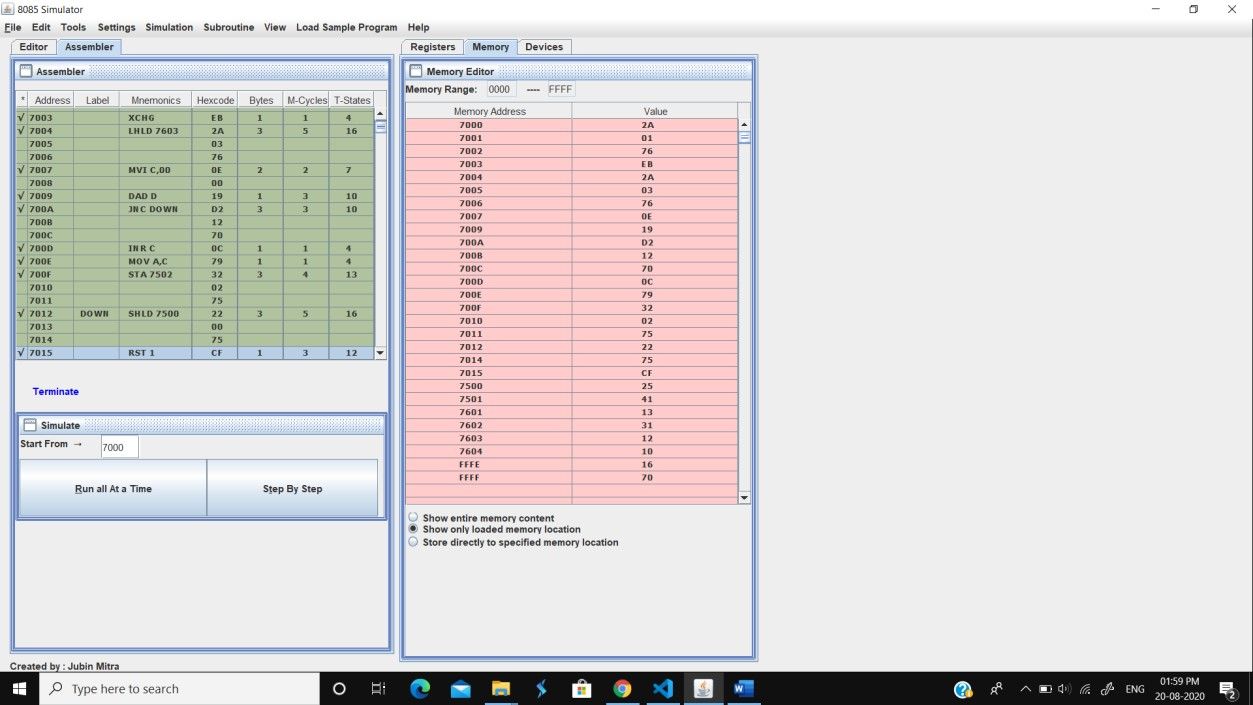 8085 Simulator
File Edit Tools Settings Simulation Subroutine View Load Sample Program Help
Editor Assembler
Assembler
* Address Label Mnemonics Hexcode Bytes M-Cycles T-States
√ 7003 XCHG EB 1 1 4
√ 7004 LHLD 7603 2A 3 5 16
7005 03
7006 76
√ 7007 MVI C,00 0E 2 2 7
7008 00
√ 7009 DAD D 19 1 3 10
√ 700A JNC DOWN D2 3 3 10
700B 12
700C 70
√ 700D INR C 0C 1 1 4
√ 700E MOV A,C 79 1 1 4
√ 700F STA 7502 32 3 4 13
7010 02
7011 75
√ 7012 DOWN SHLD 7500 22 3 5 16
7013 00
7014 75
√ 7015 RST 1 CF 1 3 12
Terminate
Simulate
Start From → 7000
Run all At a Time Step By Step
Created by : Jubin Mitra
Registers Memory Devices
Memory Editor
Memory Range: 0000 ---- FFFF
Memory Address Value
7000 2A
7001 01
7002 76
7003 EB
7004 2A
7005 03
7006 76
7007 0E
7009 19
700A D2
700B 12
700C 70
700D 0C
700E 79
700F 32
7010 02
7011 75
7012 22
7014 75
7015 CF
7500 25
7501 41
7601 13
7602 31
7603 12
7604 10
FFFE 16
FFFF 70
Show entire memory content
Show only loaded memory location
Store directly to specified memory location
Type here to search
ENG
01:59 PM
20-08-2020
2